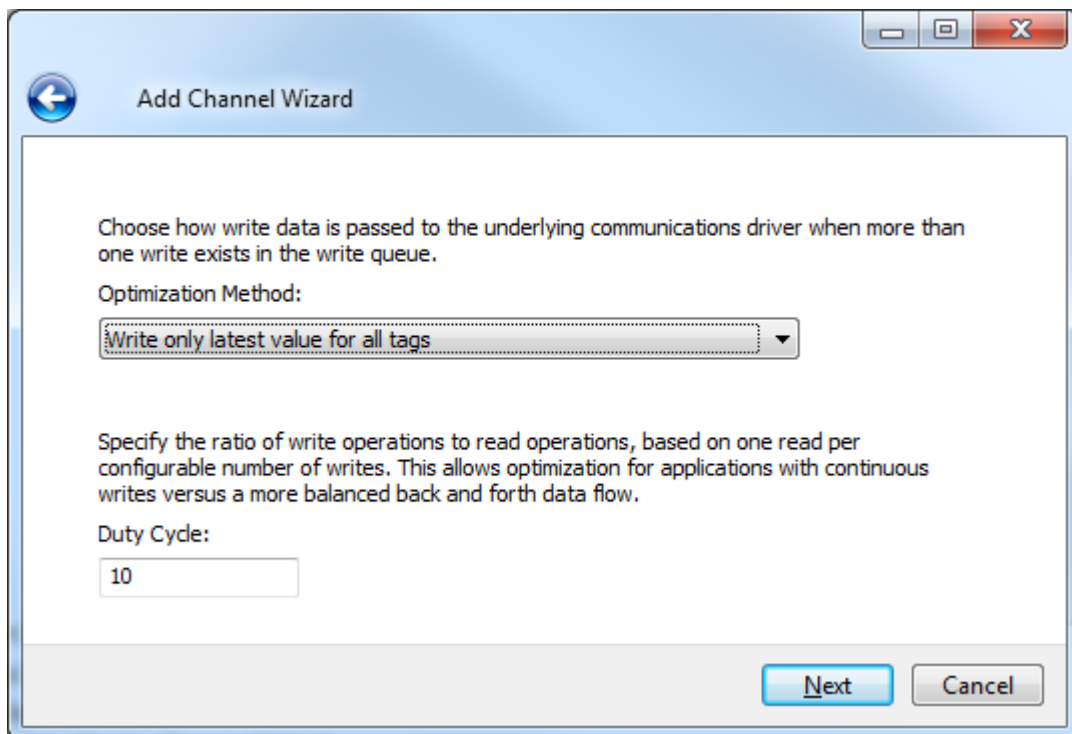 Add Channel Wizard
Choose how write data is passed to the underlying communications driver when more than
one write exists in the write queue.
Optimization Method:
Write only latest value for all tags
Specify the ratio of write operations to read operations, based on one read per
configurable number of writes. This allows optimization for applications with continuous
writes versus a more balanced back and forth data flow.
Duty Cycle:
10
Next
Cancel